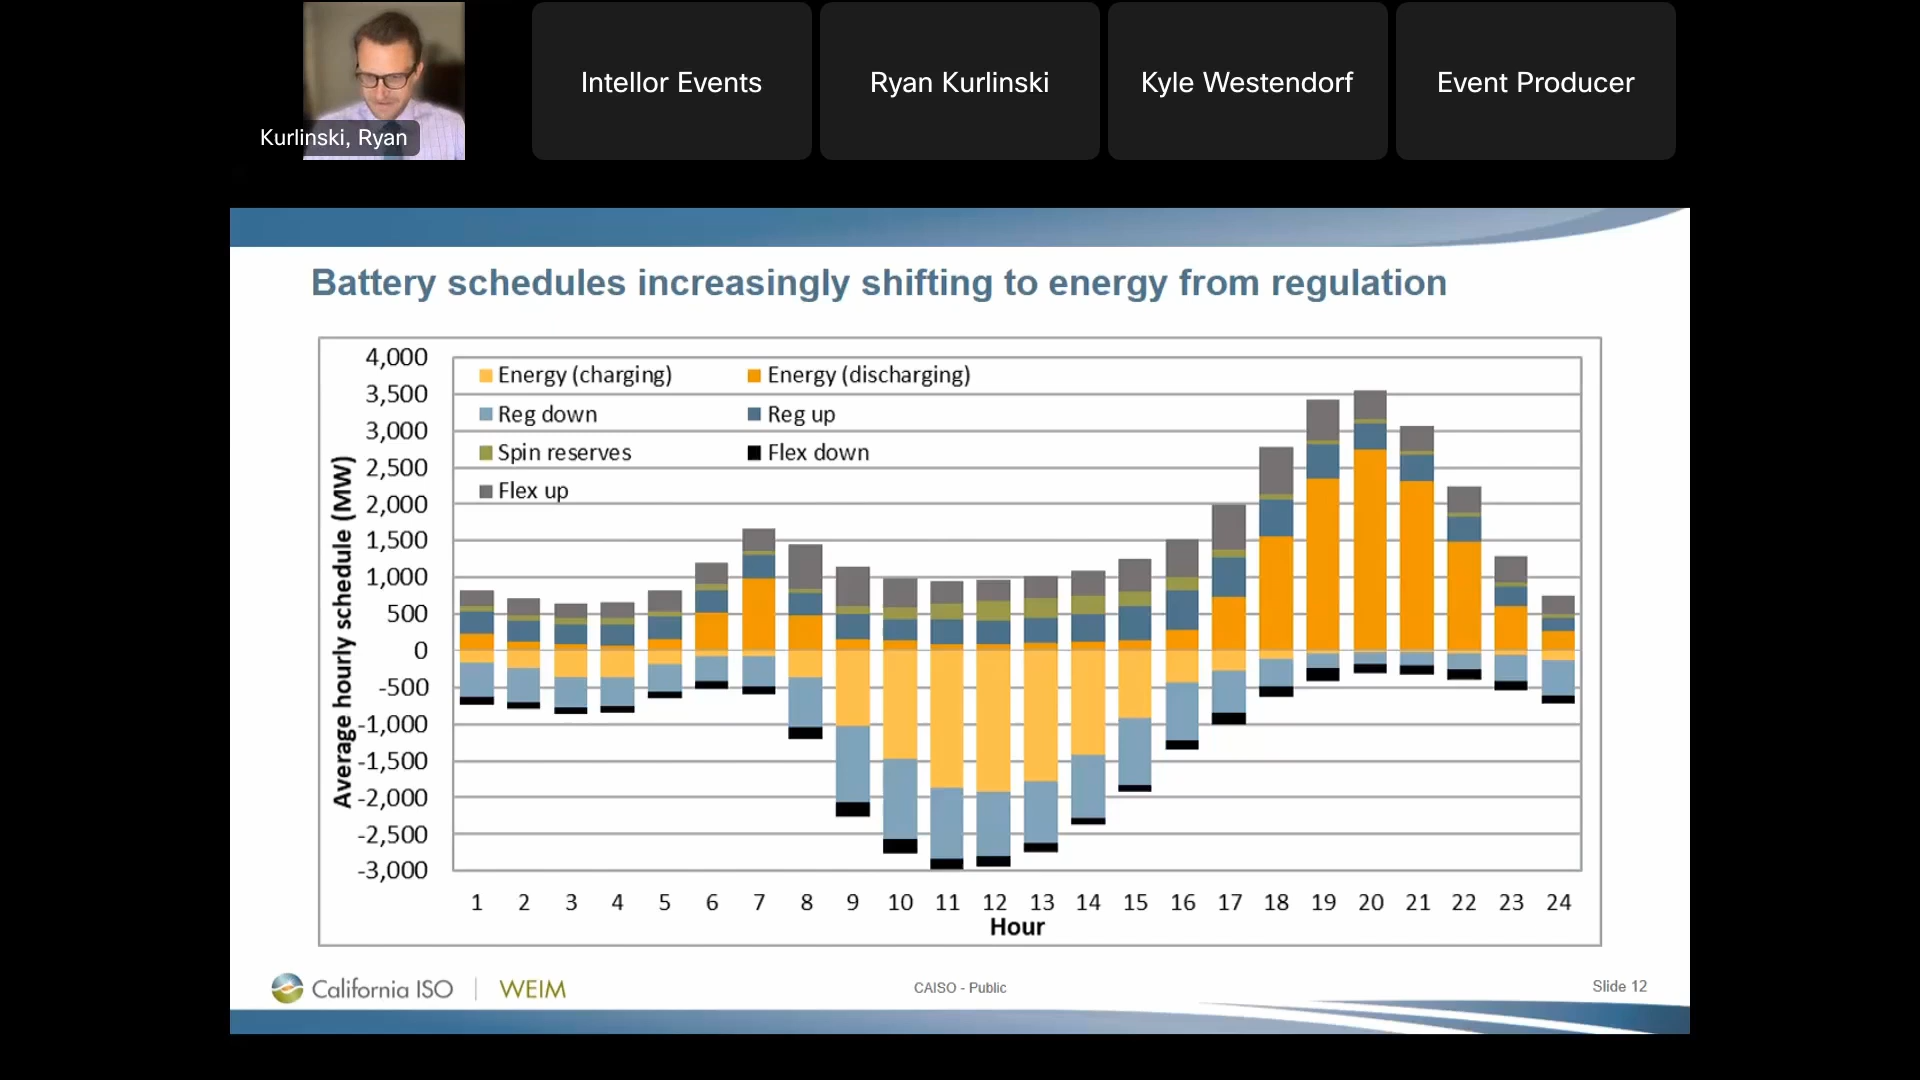 Kurlinski, Ryan
Intellor Events
Ryan Kurlinski
Kyle Westendorf
Event Producer
Battery schedules increasingly shifting to energy from regulation
Average hourly schedule (MW)
4,000
3,500
3,000
2,500
2,000
1,500
1,000
500
0
-500
-1,000
-1,500
-2,000
-2,500
-3,000
Energy (charging) Energy (discharging)
Reg down Reg up
Spin reserves Flex down
Flex up
1 2 3 4 5 6 7 8 9 10 11 12 13 14 15 16 17 18 19 20 21 22 23 24
Hour
California ISO | WEIM
CAISO - Public
Slide 12